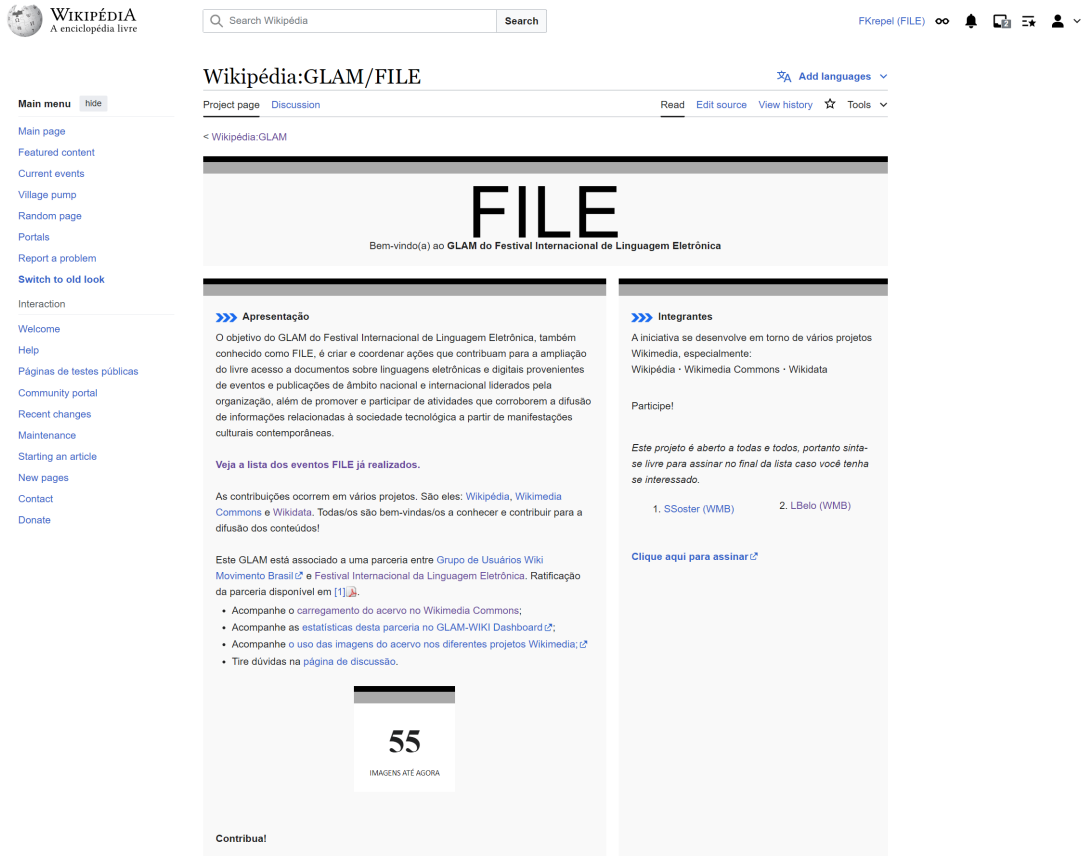 WIKIPÉDIA
A enciclopédia livre
Search Wikipédia
Search
FKrepel (FILE)
2
Wikipédia:GLAM/FILE
Add languages
Main menu hide
Project page Discussion
Read Edit source View history Tools
< Wikipédia:GLAM
Main page
Featured content
Current events
Village pump
Random page
Portals
Report a problem
Switch to old look
Interaction
Welcome
Help
Páginas de testes públicas
Community portal
Recent changes
Maintenance
Starting an article
New pages
Contact
Donate
FILE
Bem-vindo(a) ao GLAM do Festival Internacional de Linguagem Eletrônica
Apresentação
O objetivo do GLAM do Festival Internacional de Linguagem Eletrônica, também
conhecido como FILE, é criar e coordenar ações que contribuam para a ampliação
do livre acesso a documentos sobre linguagens eletrônicas e digitais provenientes
de eventos e publicações de âmbito nacional e internacional liderados pela
organização, além de promover e participar de atividades que corroborem a difusão
de informações relacionadas à sociedade tecnológica a partir de manifestações
culturais contemporâneas.
Veja a lista dos eventos FILE já realizados.
As contribuições ocorrem em vários projetos. São eles: Wikipédia, Wikimedia
Commons e Wikidata. Todas/os são bem-vindas/os a conhecer e contribuir para a
difusão dos conteúdos!
Este GLAM está associado a uma parceria entre Grupo de Usuários Wiki
Movimento Brasil e Festival Internacional da Linguagem Eletrônica. Ratificação
da parceria disponível em [1].
• Acompanhe o carregamento do acervo no Wikimedia Commons;
• Acompanhe as estatísticas desta parceria no GLAM-WIKI Dashboard;
• Acompanhe o uso das imagens do acervo nos diferentes projetos Wikimedia;
• Tire dúvidas na página de discussão.
55
IMAGENS ATÉ AGORA
Contribua!
Integrantes
A iniciativa se desenvolve em torno de vários projetos
Wikimedia, especialmente:
Wikipédia · Wikimedia Commons · Wikidata
Participe!
Este projeto é aberto a todas e todos, portanto sinta-
se livre para assinar no final da lista caso você tenha
se interessado.
1. SSoster (WMB)
2. LBelo (WMB)
Clique aqui para assinar